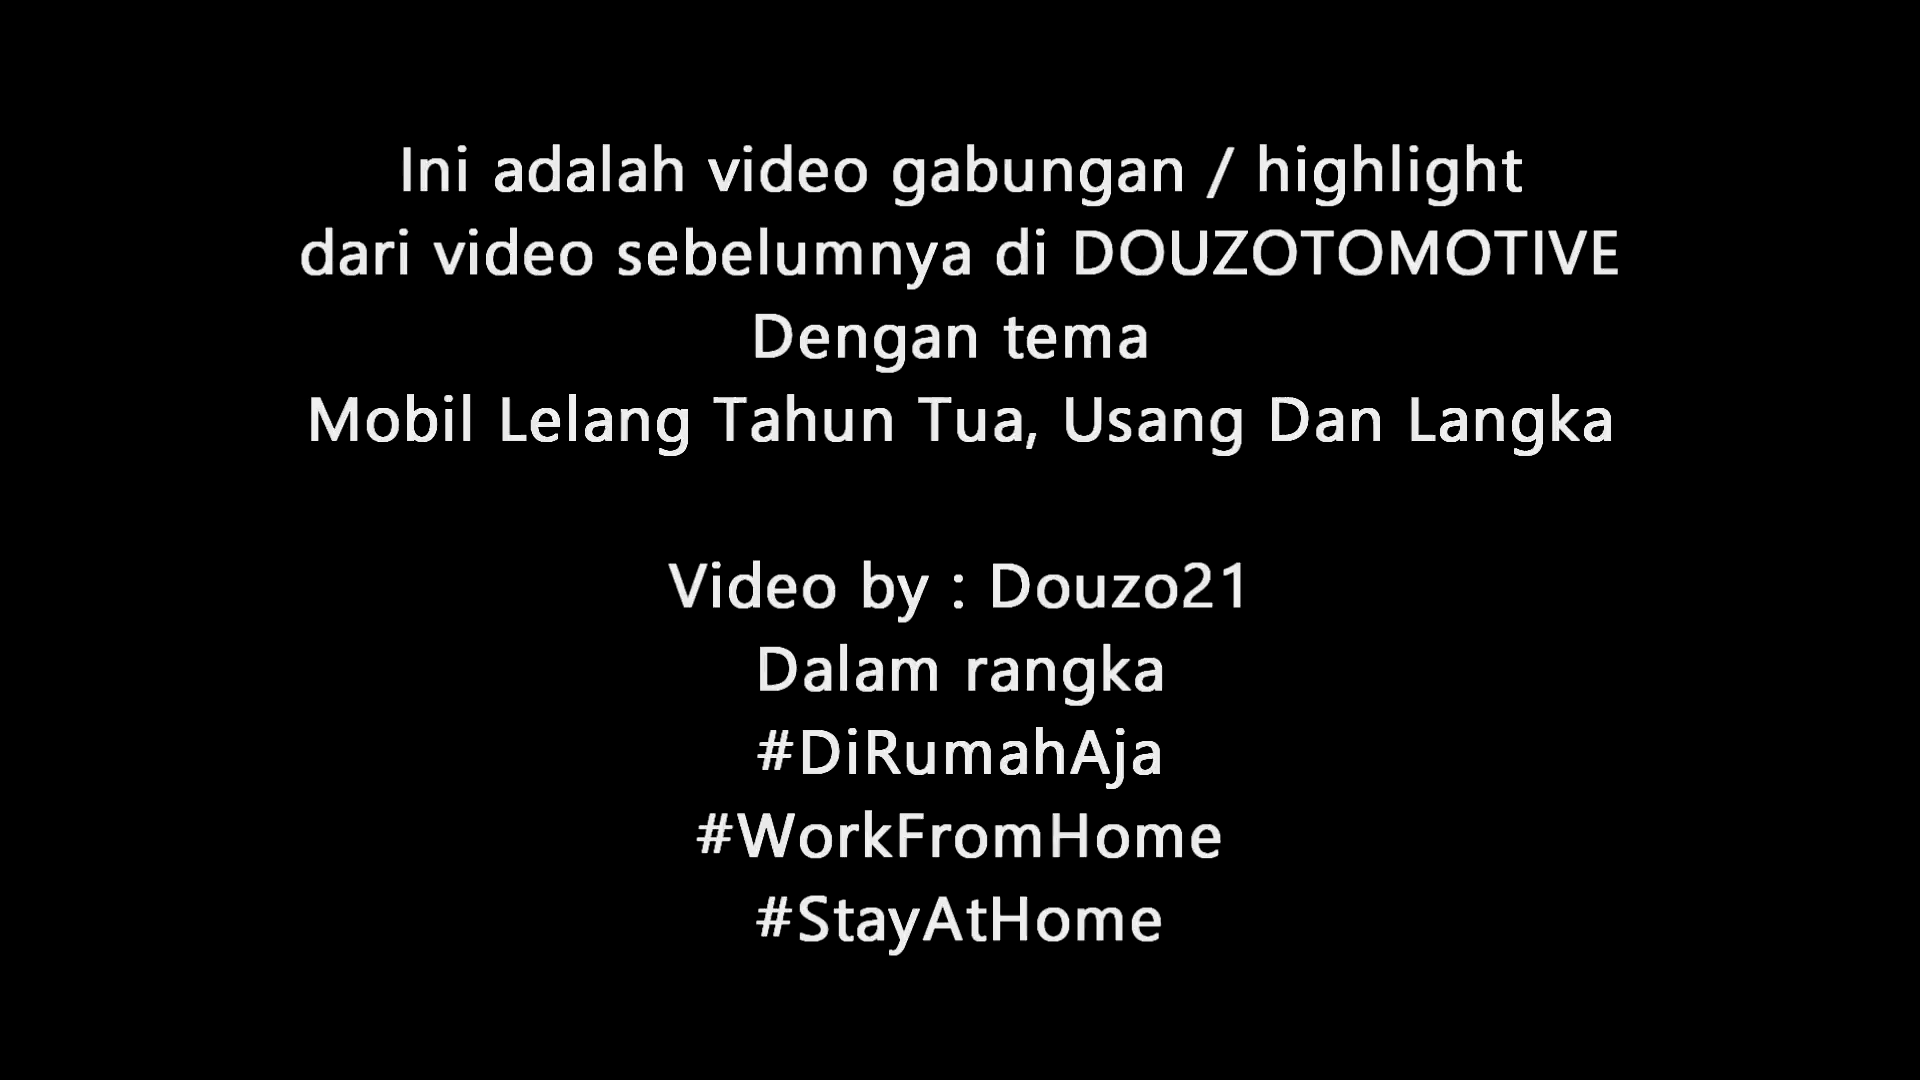 Ini adalah video gabungan / highlight
dari video sebelumnya di DOUZOTOMOTIVE
Dengan tema
Mobil Lelang Tahun Tua, Usang Dan Langka
Video by : Douzo21
Dalam rangka
#DiRumahAja
#WorkFromHome
#StayAtHome